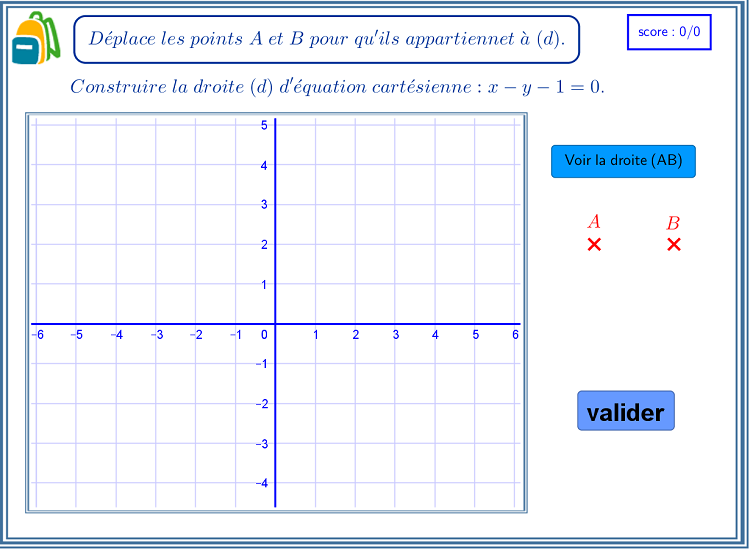 Déplace les points A et B pour qu'ils appartiennet à (d).
score : 0/0
Construire la droite (d) d'équation cartésienne : x − y − 1 = 0.
5
Voir la droite (AB)
4
3
A B
2
1
−6 −5 −4 −3 −2 −1 0 1 2 3 4 5 6
−1
−2
valider
−3
−4